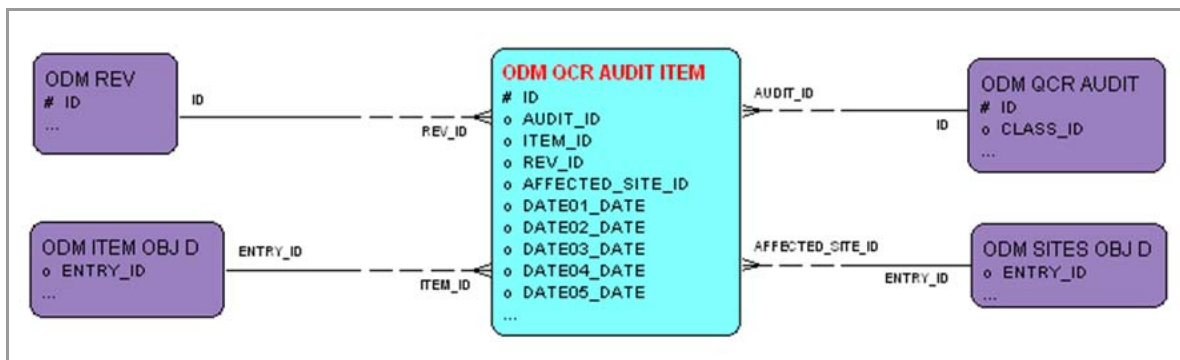 ODM REV
# ID
...
ID
REV_ID
ODM ITEM OBJ D
o ENTRY_ID
...
ENTRY_ID
ITEM_ID
ODM QCR AUDIT ITEM
# ID
o AUDIT_ID
o ITEM_ID
o REV_ID
o AFFECTED_SITE_ID
o DATE01_DATE
o DATE02_DATE
o DATE03_DATE
o DATE04_DATE
o DATE05_DATE
...
AUDIT_ID
ID
ODM QCR AUDIT
# ID
o CLASS_ID
...
AFFECTED_SITE_ID
ENTRY_ID
ODM SITES OBJ D
o ENTRY_ID
...